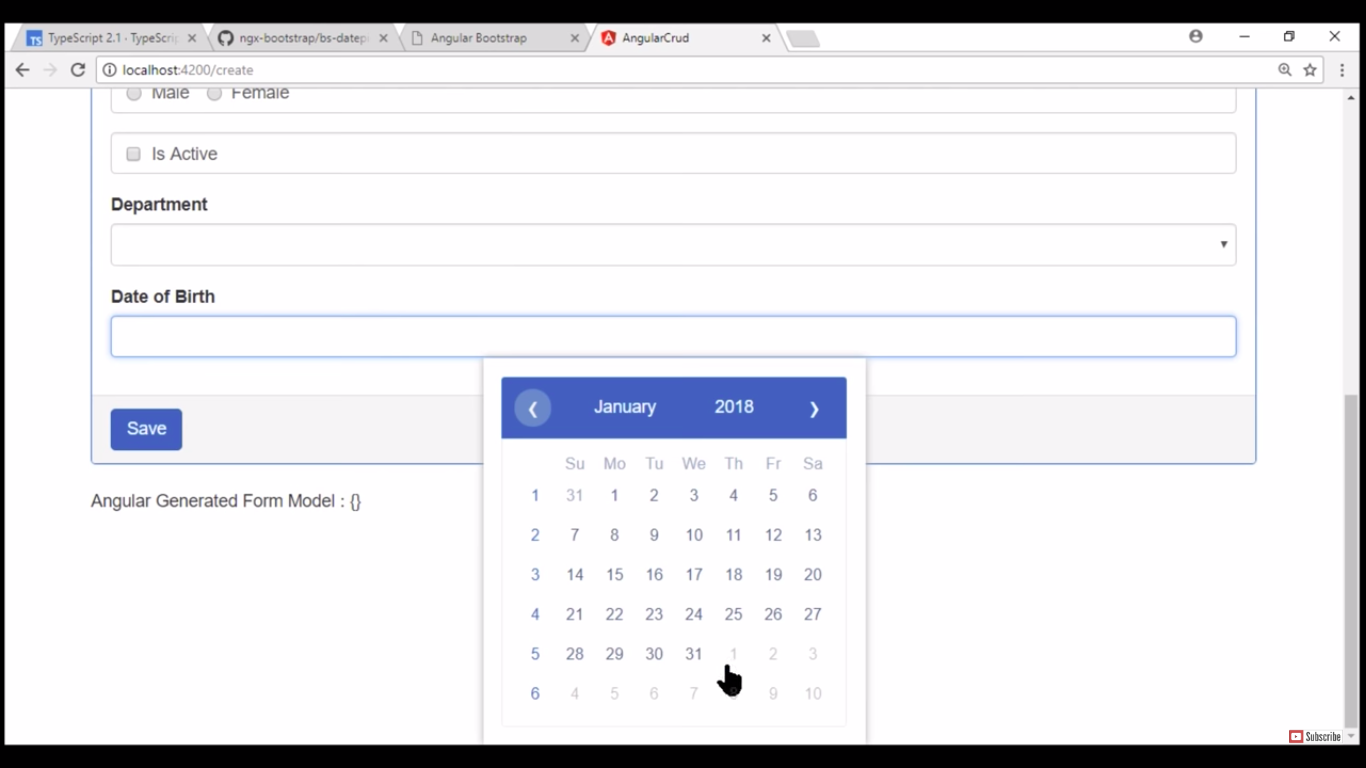 TypeScript 2.1 · TypeScrip
ngx-bootstrap/bs-datep
Angular Bootstrap
AngularCrud
localhost:4200/create
Male Female
Is Active
Department
Date of Birth
January 2018
Save
Su Mo Tu We Th Fr Sa
1 31 1 2 3 4 5 6
Angular Generated Form Model : {}
2 7 8 9 10 11 12 13
3 14 15 16 17 18 19 20
4 21 22 23 24 25 26 27
5 28 29 30 31 1 2 3
6 4 5 6 7 8 9 10
Subscribe